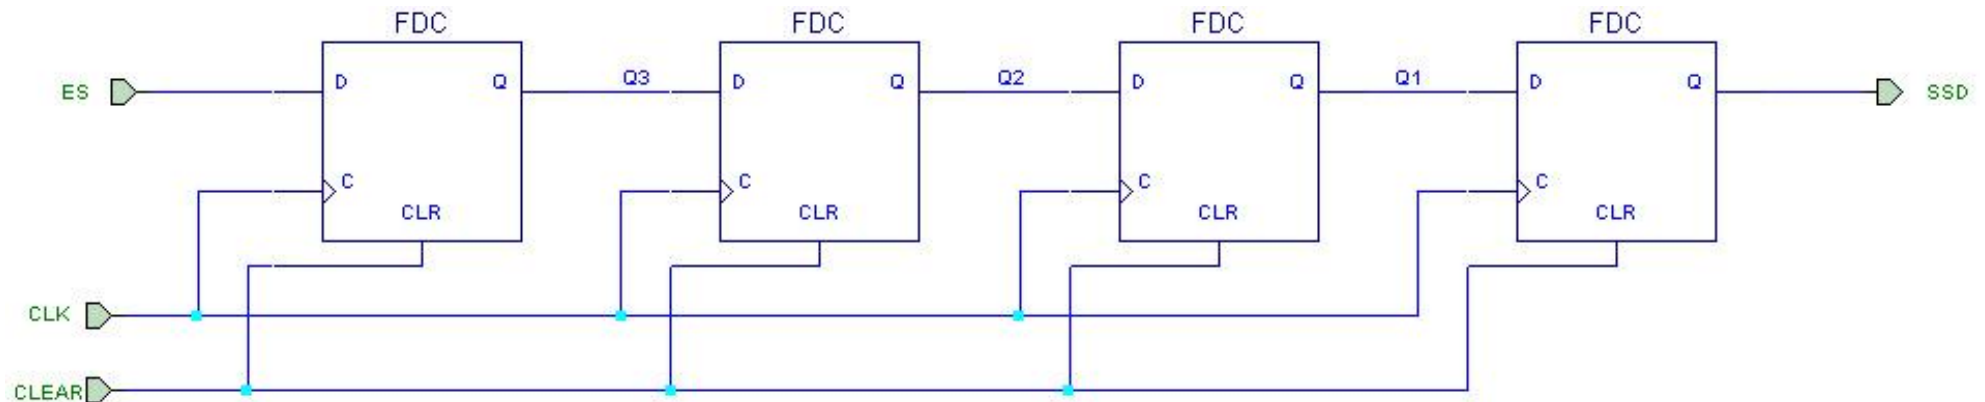 FDC FDC FDC FDC
ES D Q Q3 D Q Q2 D Q Q1 D Q SSD
C C C C
CLR CLR CLR CLR
CLK
CLEAR